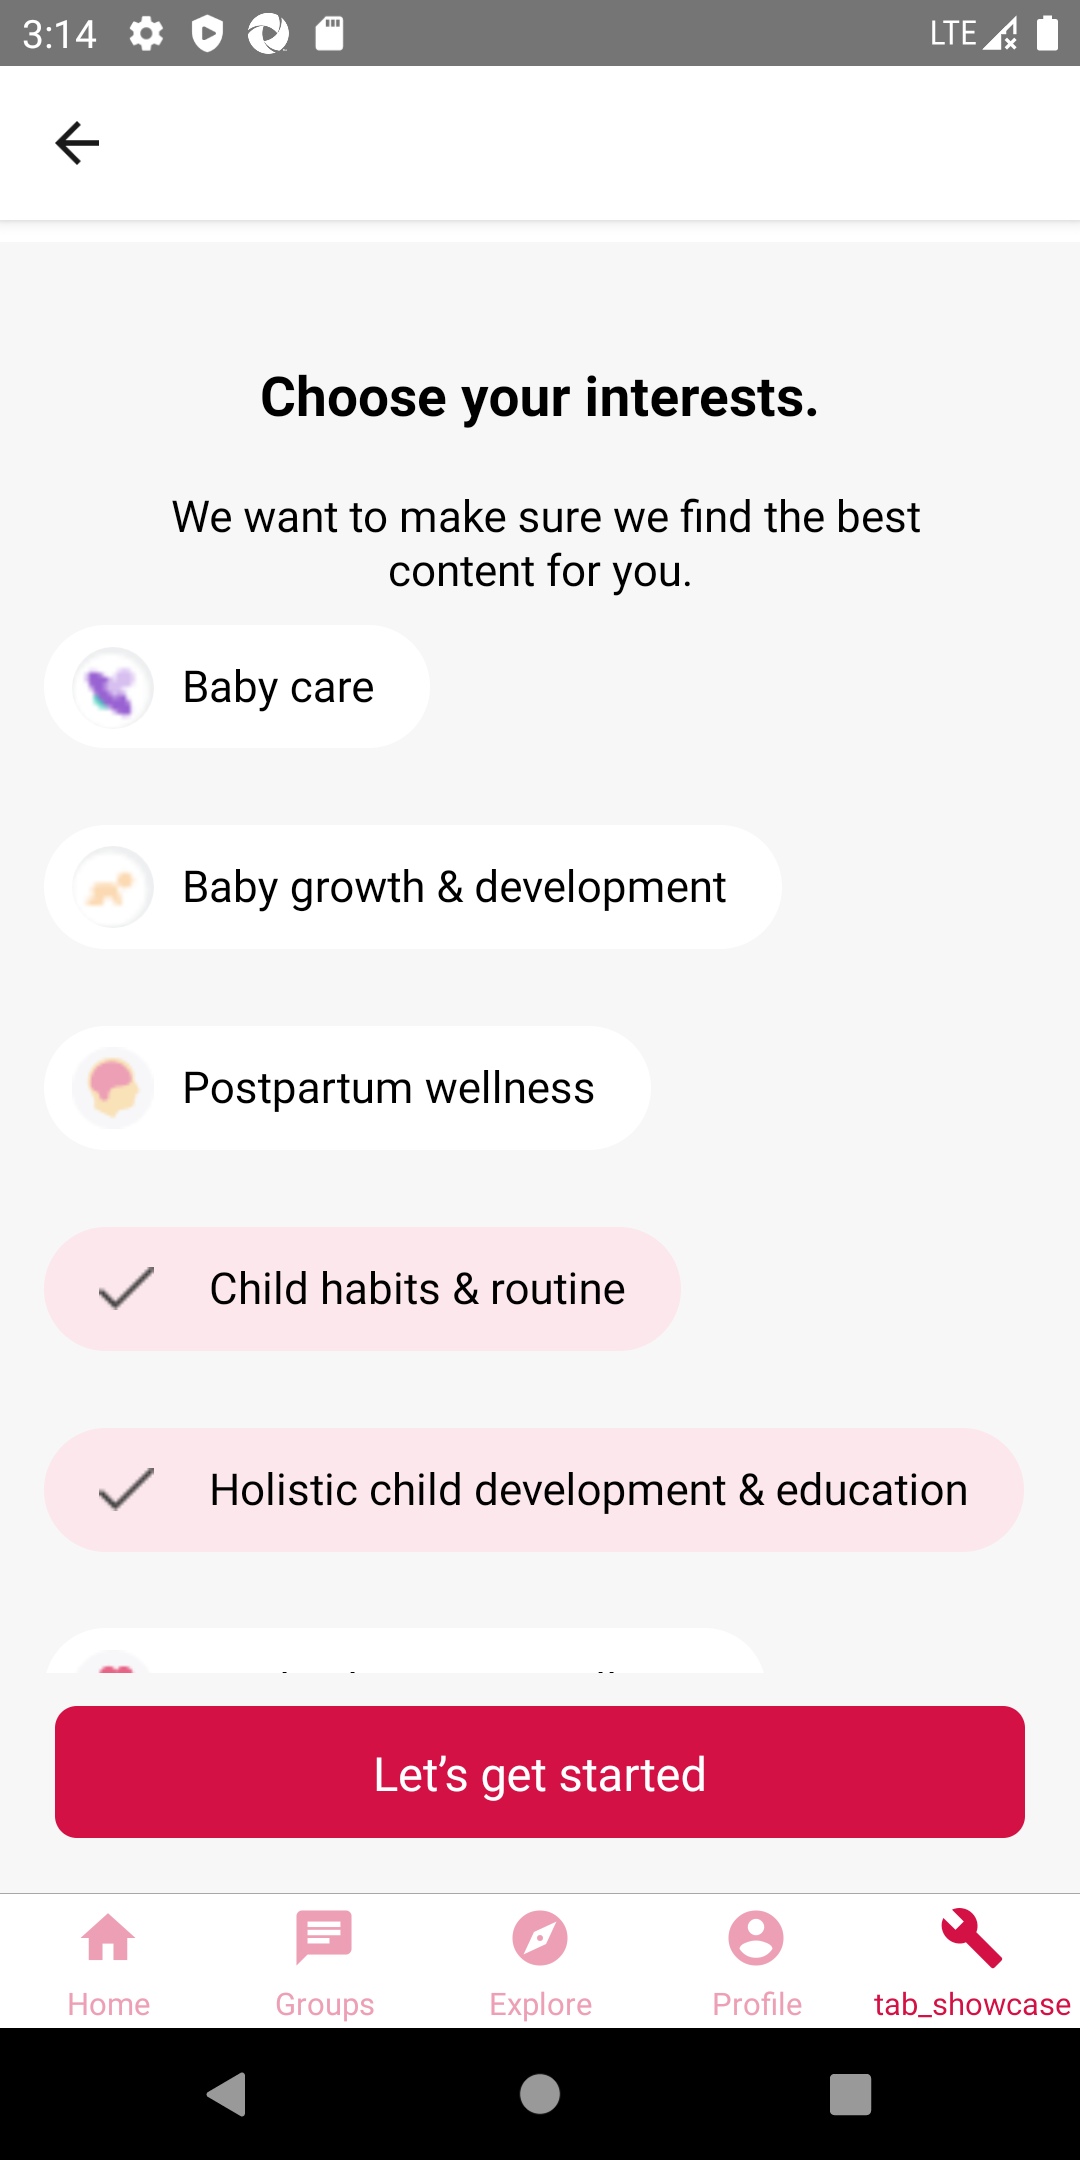 3:14
LTE
Choose your interests.
We want to make sure we find the best
content for you.
Baby care
Baby growth & development
Postpartum wellness
Child habits & routine
Holistic child development & education
Let’s get started
Home
Groups
Explore
Profile
tab_showcase